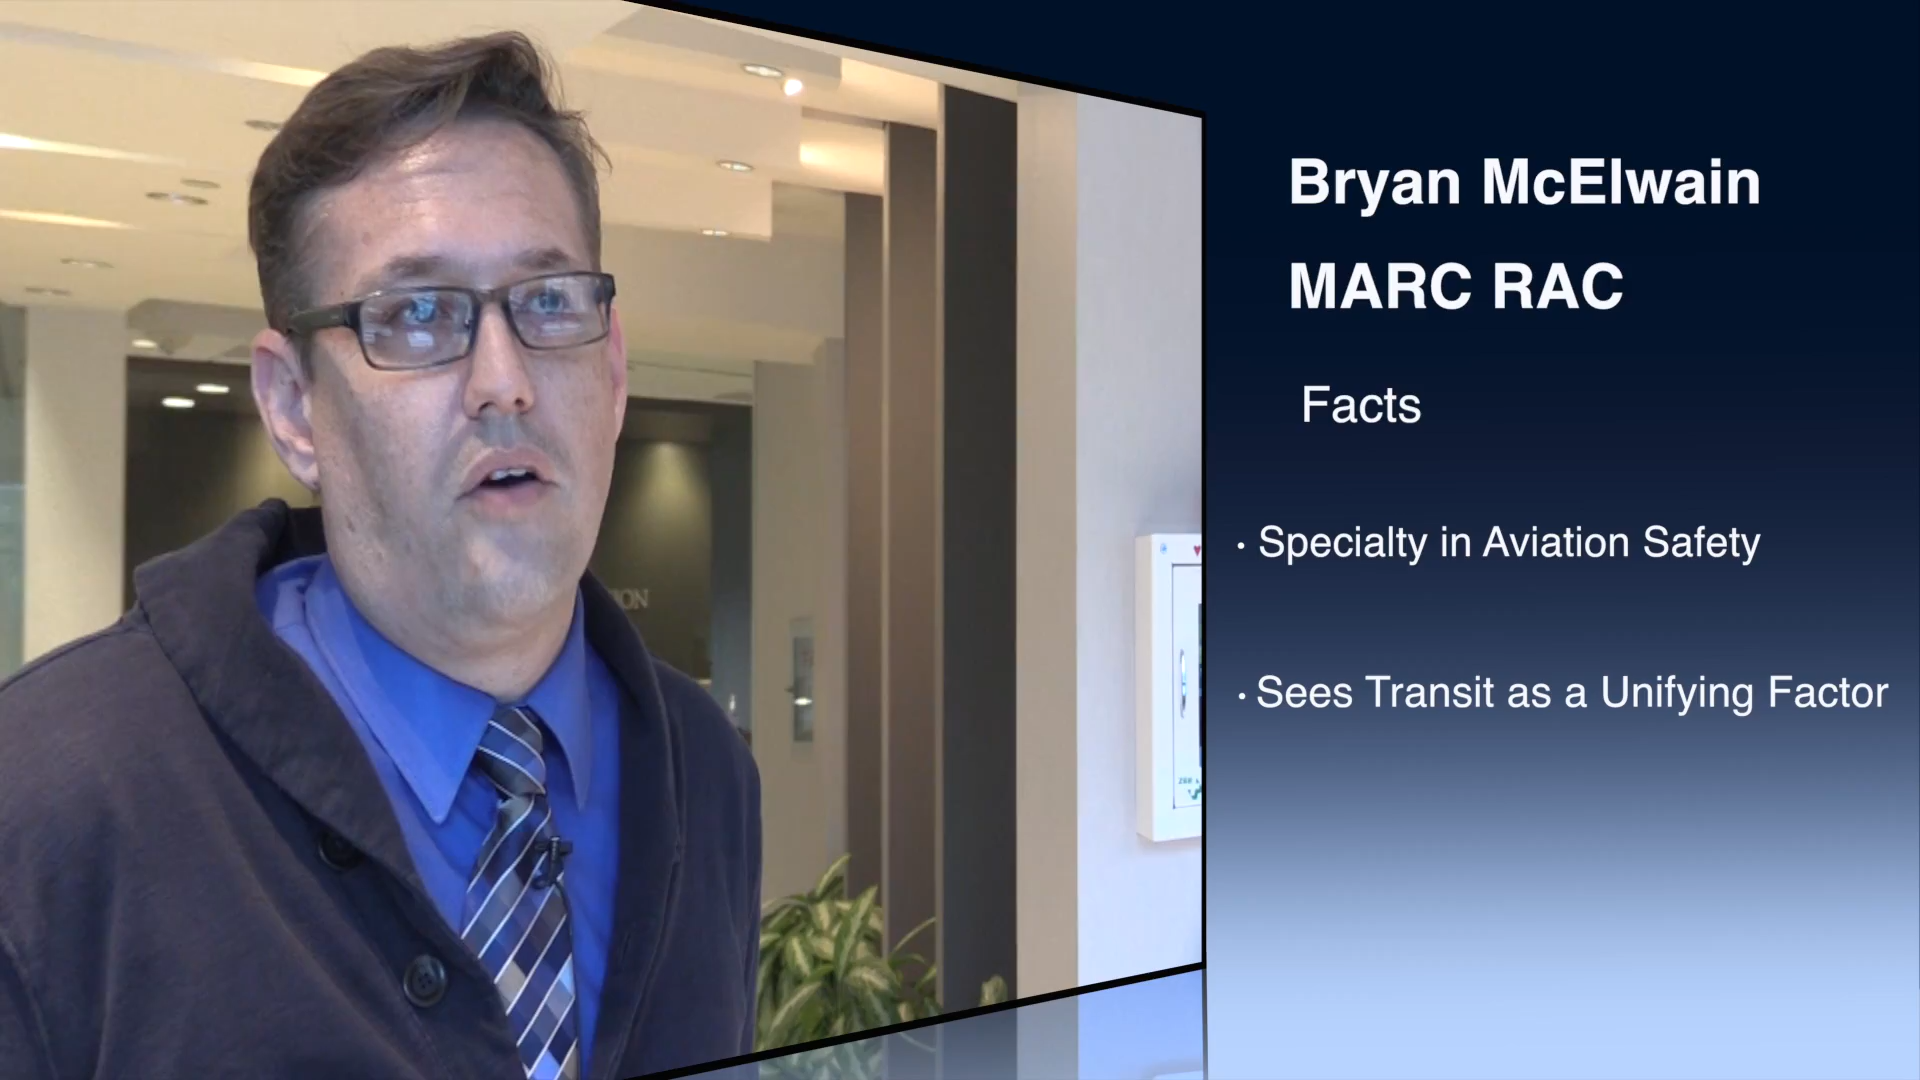 Bryan McElwain
MARC RAC
Facts
• Specialty in Aviation Safety
• Sees Transit as a Unifying Factor